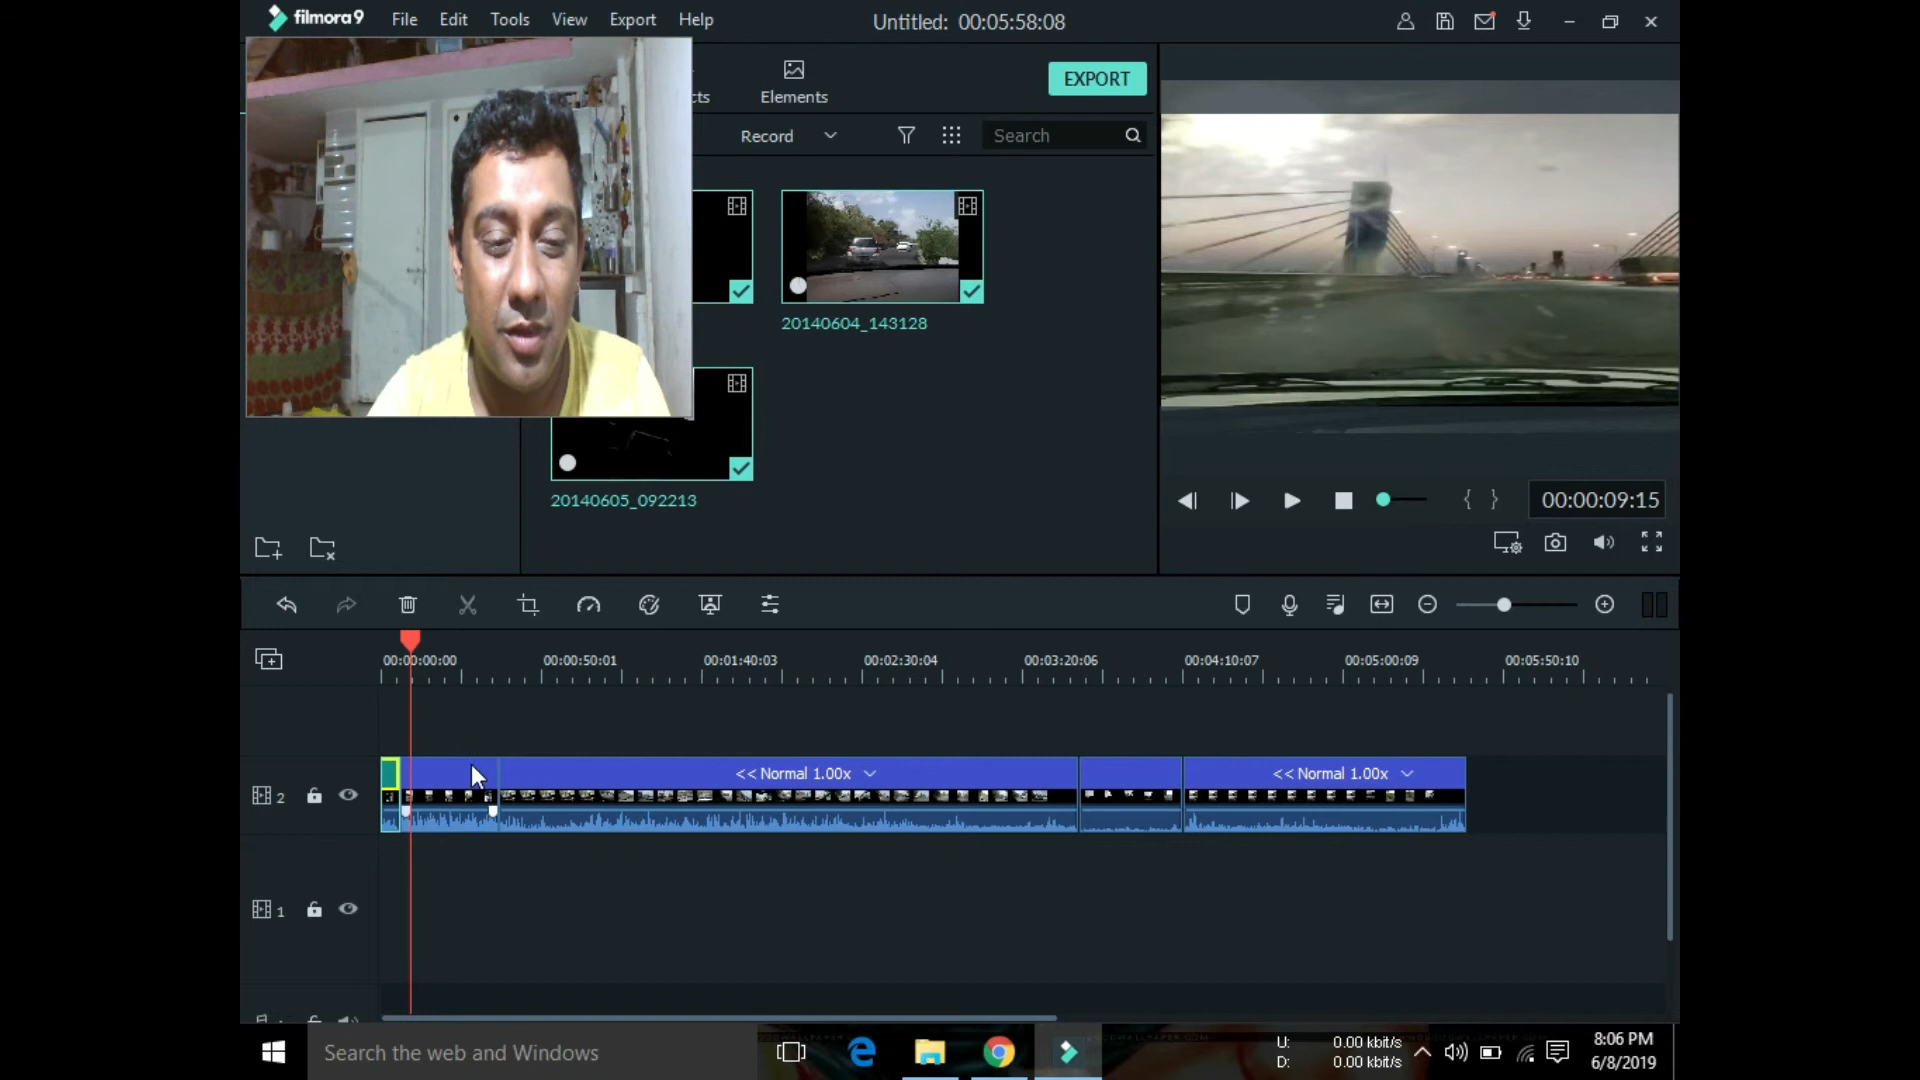 filmora9 File Edit Tools View Export Help Untitled: 00:05:58:08
Elements
EXPORT
Record Search
20140604_143128
20140605_092213
00:00:09:15
00:00:00:00 00:00:50:01 00:01:40:03 00:02:30:04 00:03:20:06 00:04:10:07 00:05:00:09 00:05:50:10
<< Normal 1.00x << Normal 1.00x
2
1
Search the web and Windows
U: 0.00 kbit/s
D: 0.00 kbit/s
8:06 PM
6/8/2019